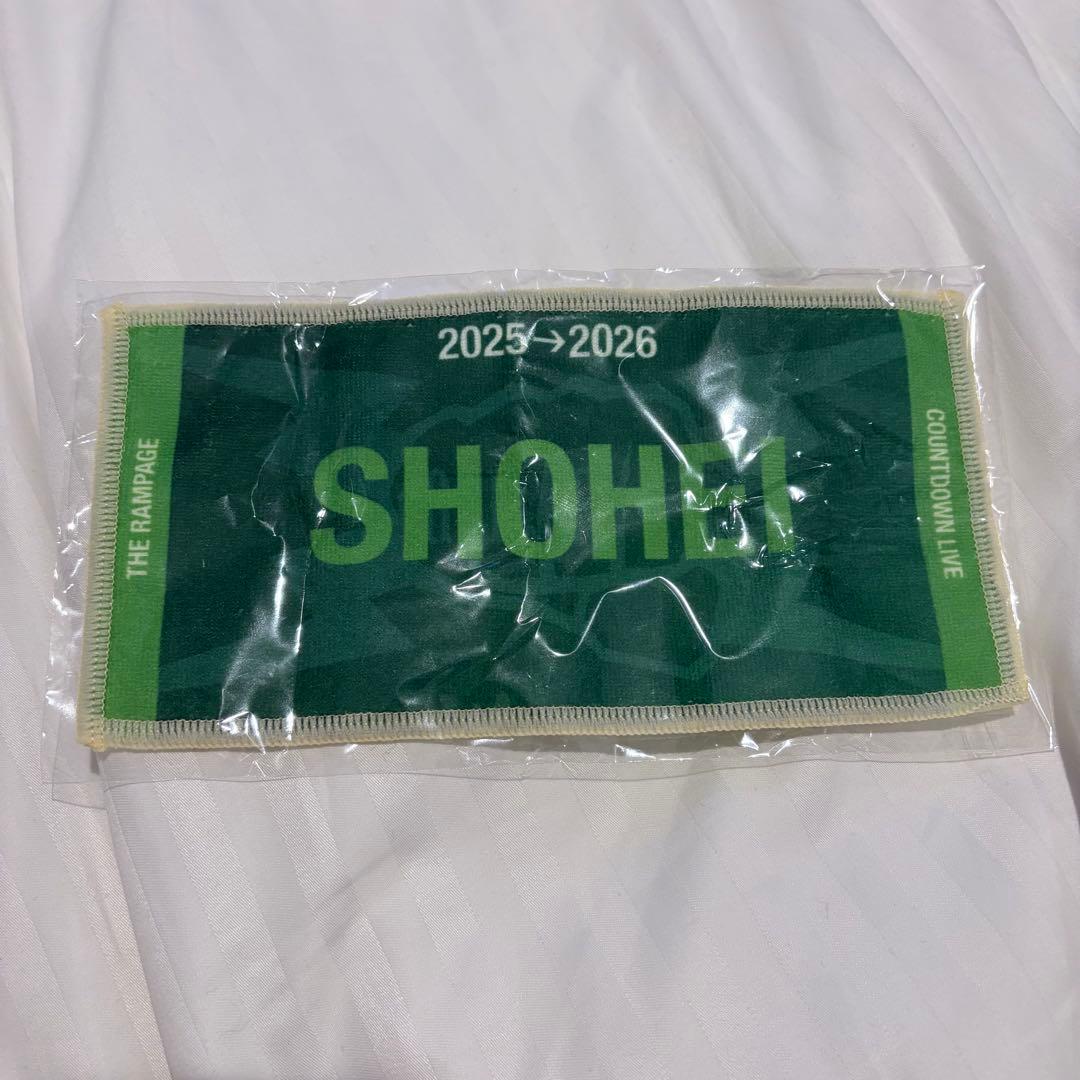 2025→2026
THE RAMPAGE
SHOHEI
COUNTDOWN LIVE